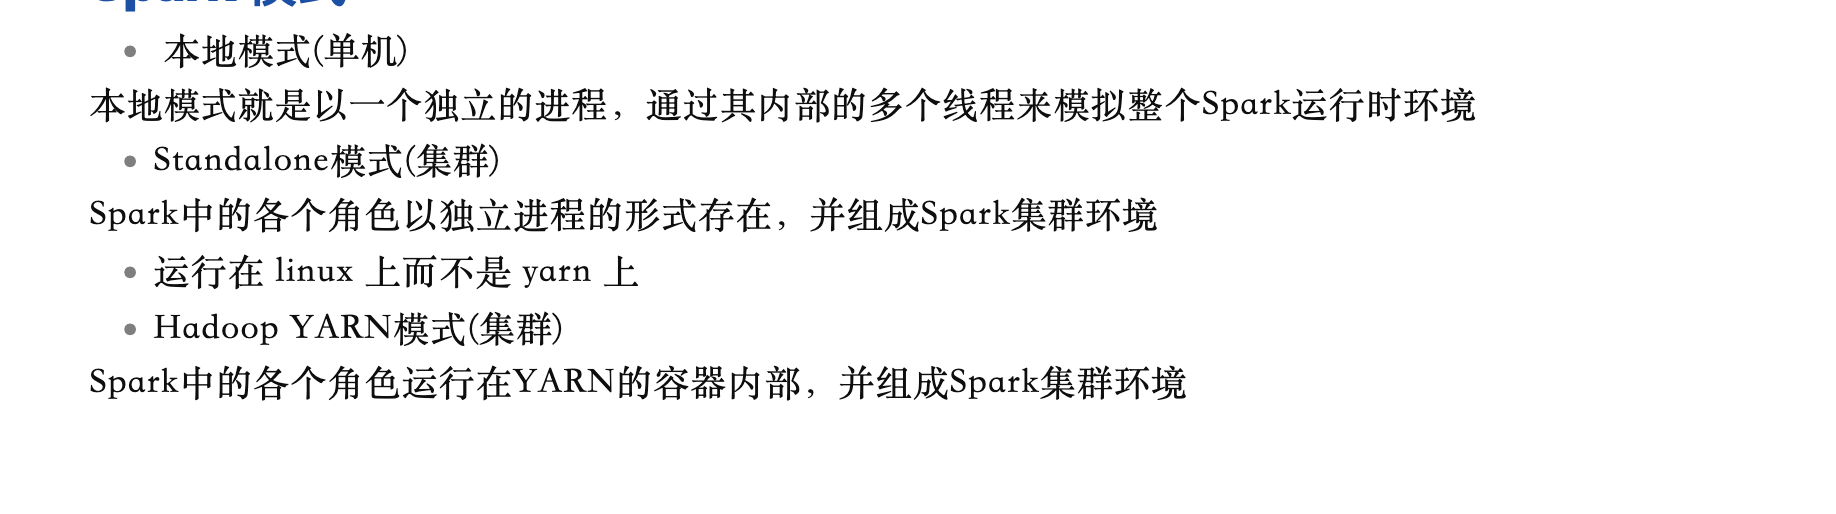 Spark 模式
本地模式(单机)
本地模式就是以一个独立的进程，通过其内部的多个线程来模拟整个Spark运行时环境
Standalone模式(集群)
Spark中的各个角色以独立进程的形式存在，并组成Spark集群环境
运行在 linux 上而不是 yarn 上
Hadoop YARN模式(集群)
Spark中的各个角色运行在YARN的容器内部，并组成Spark集群环境